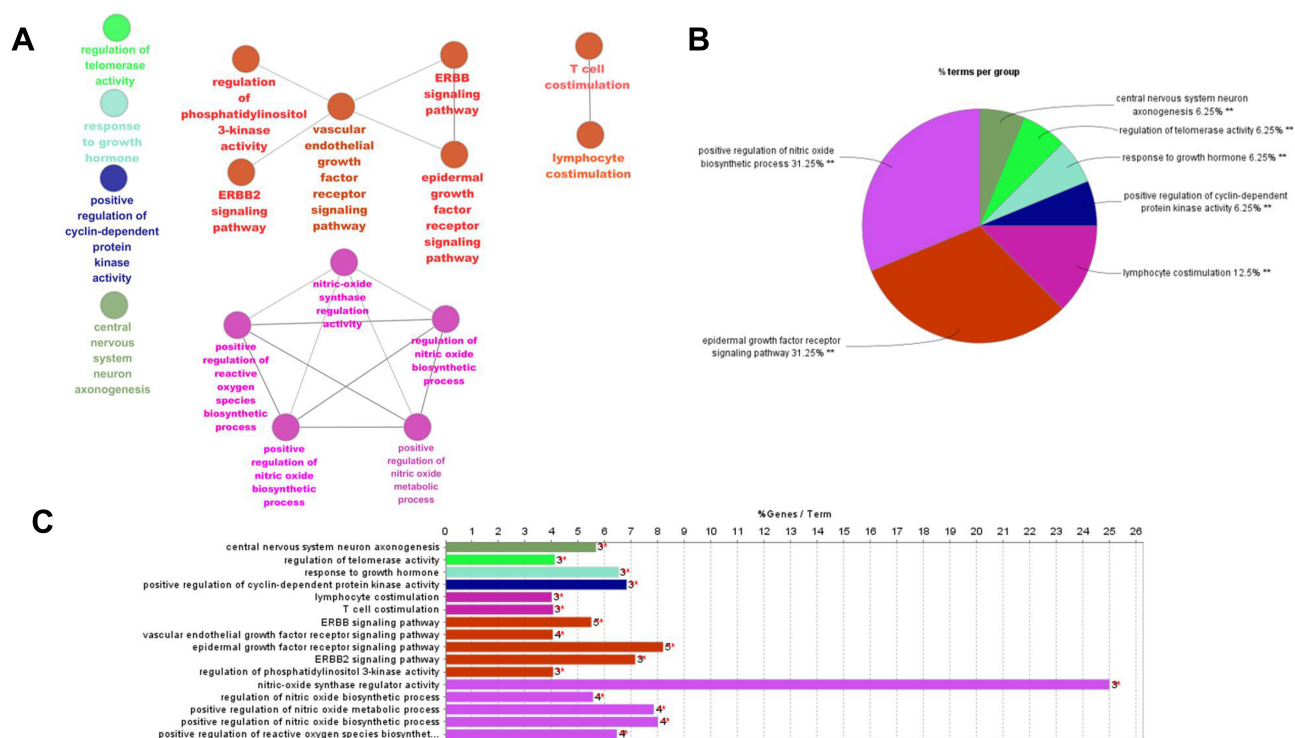 A
regulation of
telomerase
activity
response
to growth
hormone
positive
regulation of
cyclin-dependent
protein
kinase
activity
central
nervous
system
neuron
axonogenesis
regulation
of
phosphatidylinositol
3-kinase
activity
ERBB2
signaling
pathway
vascular
endothelial
growth
factor
receptor
signaling
pathway
ERBB
signaling
pathway
epidermal
growth
factor
receptor
signaling
pathway
T cell
costimulation
lymphocyte
costimulation
nitric-oxide
synthase
regulation
activity
positive
regulation of
reactive
oxygen
species
biosynthetic
process
regulation of
nitric oxide
biosynthetic
process
positive
regulation of
nitric oxide
biosynthetic
process
positive
regulation of
nitric oxide
metabolic
process
B
% terms per group
central nervous system neuron
axonogenesis 6.25% **
regulation of telomerase activity 6.25% **
response to growth hormone 6.25% **
positive regulation of cyclin-dependent
protein kinase activity 6.25% **
lymphocyte costimulation 12.5% **
positive regulation of nitric oxide
biosynthetic process 31.25% **
epidermal growth factor receptor
signaling pathway 31.25% **
C
%Genes / Term
0 1 2 3 4 5 6 7 8 9 10 11 12 13 14 15 16 17 18 19 20 21 22 23 24 25 26
central nervous system neuron axonogenesis 3*
regulation of telomerase activity 3*
response to growth hormone 3*
positive regulation of cyclin-dependent protein kinase activity 3*
lymphocyte costimulation 3*
T cell costimulation 3*
ERBB signaling pathway 5*
vascular endothelial growth factor receptor signaling pathway 4*
epidermal growth factor receptor signaling pathway 5*
ERBB2 signaling pathway 3*
regulation of phosphatidylinositol 3-kinase activity 3*
nitric-oxide synthase regulator activity 3*
regulation of nitric oxide biosynthetic process 4*
positive regulation of nitric oxide metabolic process 4*
positive regulation of nitric oxide biosynthetic process 4*
positive regulation of reactive oxygen species biosynthet... 4*